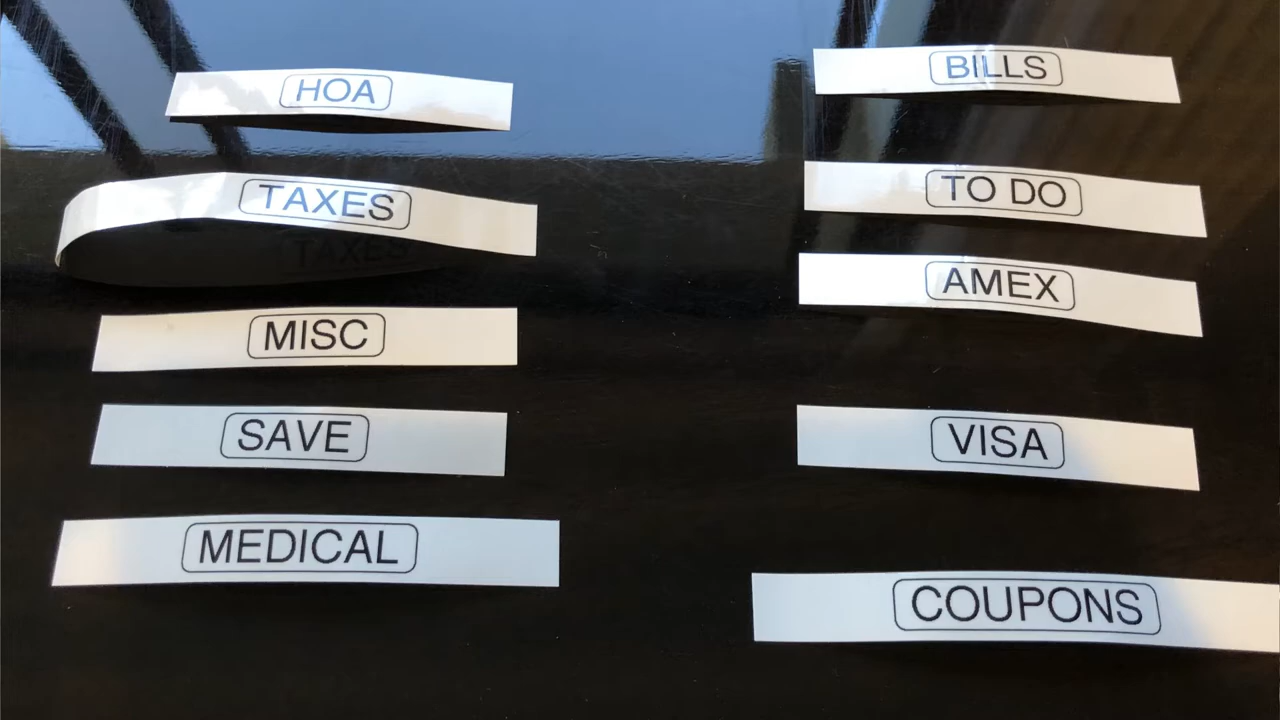 HOA
TAXES
MISC
SAVE
MEDICAL
BILLS
TO DO
AMEX
VISA
COUPONS